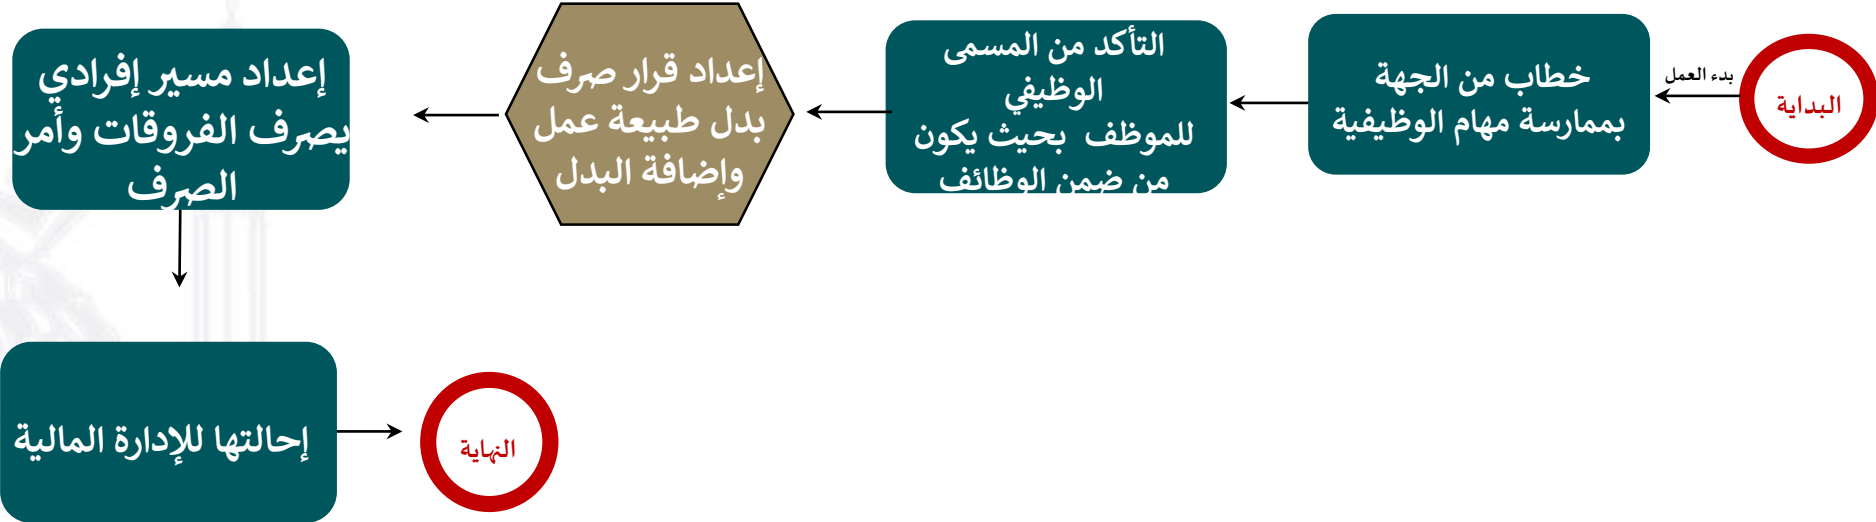 البداية
بدء العمل
خطاب من الجهة
بممارسة مهام الوظيفية
التأكد من المسمى
الوظيفي
للموظف بحيث يكون
من ضمن الوظائف
إعداد قرار صرف
بدل طبيعة عمل
وإضافة البدل
إعداد مسير إفرادي
يصرف الفروقات وأمر
الصرف
إحالتها للإدارة المالية
النهاية